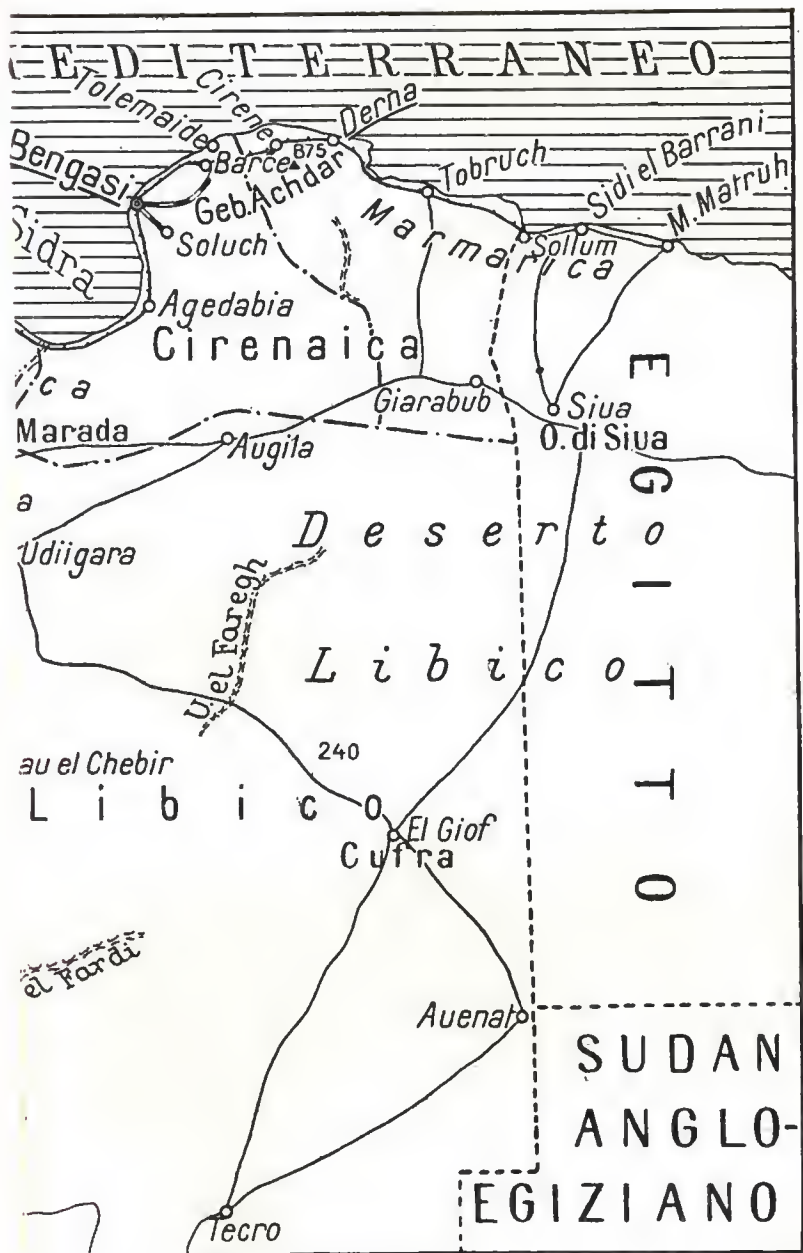 EDITERRANEO
Tolemaide
Cirene
Derna
Bengasi
Barce
875
Geb. Achdar
Tobruch
Sidi el Barrani
M. Matruh
Sidra
Soluch
Marmarica
Sollum
Agedabia
Cirenaica
ca
Giarabub
Siua
Marada
Augila
O. di Siua
EGITTO
a
Deserto
Udiigara
U. el Faregh
Libico
240
au el Chebir
Libico
El Giof
Cufra
el Fardi
Auenat
SUDAN
ANGLO-
EGIZIANO
Tecro